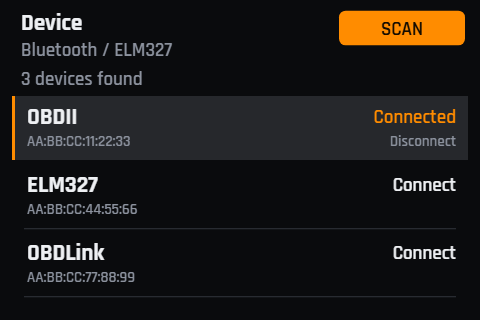 Device
SCAN
Bluetooth / ELM327
3 devices found
OBDII
Connected
AA:BB:CC:11:22:33
Disconnect
ELM327
Connect
AA:BB:CC:44:55:66
OBDLink
Connect
AA:BB:CC:77:88:99